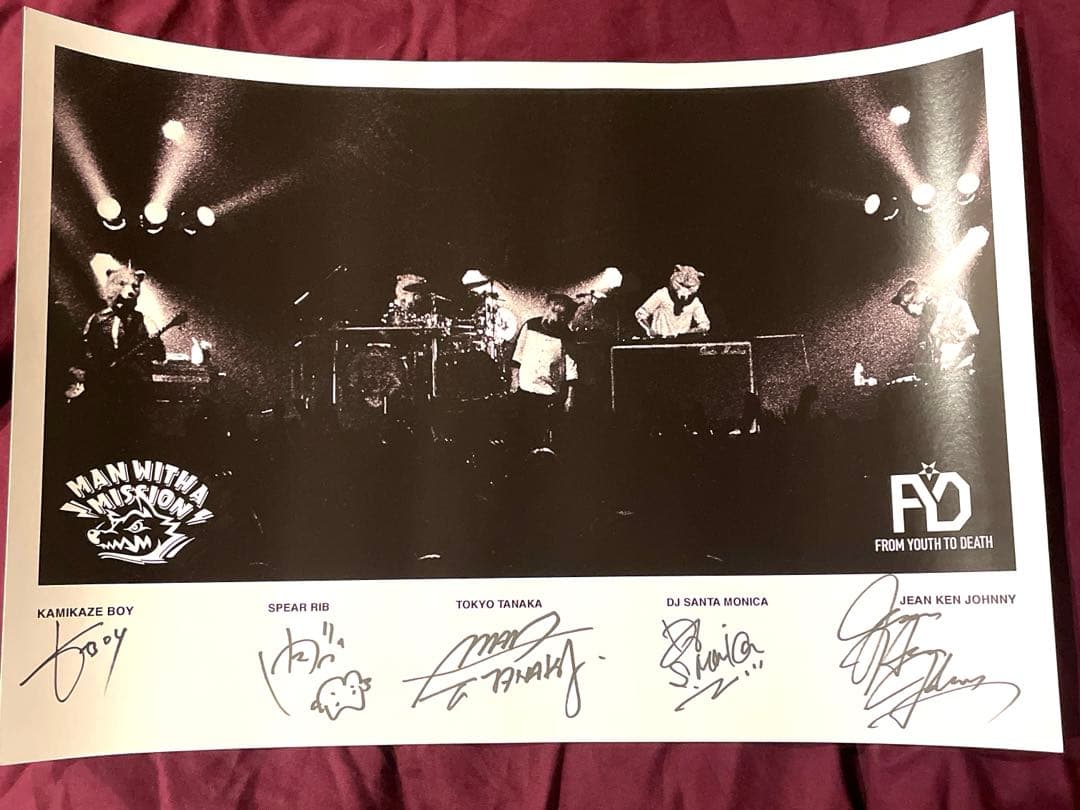 MAN WITH A
MISSION
FYD
FROM YOUTH TO DEATH
KAMIKAZE BOY
SPEAR RIB
TOKYO TANAKA
DJ SANTA MONICA
JEAN KEN JOHNNY
TANAKA